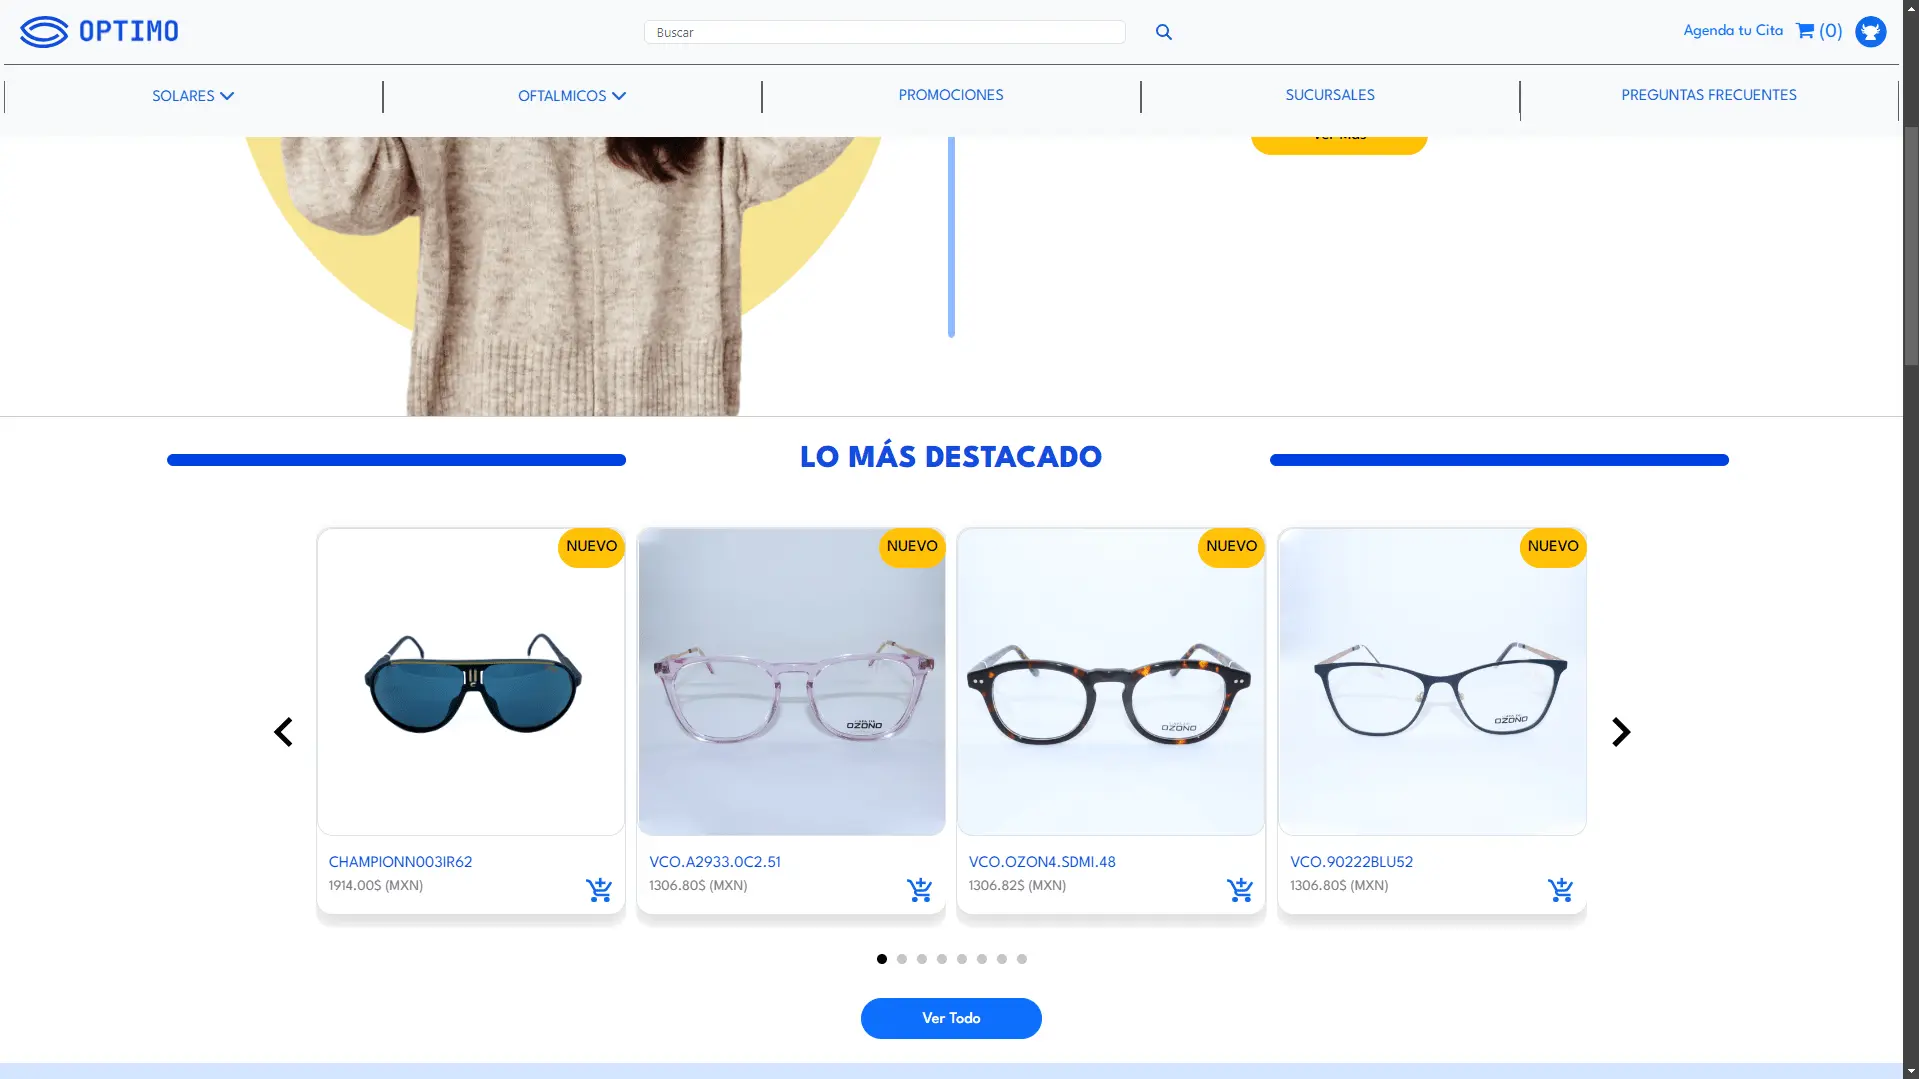 OPTIMO
Buscar
Agenda tu Cita
(0)
SOLARES
OFTALMICOS
PROMOCIONES
SUCURSALES
PREGUNTAS FRECUENTES
Ver Más
LO MÁS DESTACADO
NUEVO
NUEVO
NUEVO
NUEVO
OZONO
OZONO
OZONO
CHAMPIONN003IR62
1914.00$ (MXN)
VCO.A2933.0C2.51
1306.80$ (MXN)
VCO.OZON4.SDMI.48
1306.82$ (MXN)
VCO.90222BLU52
1306.80$ (MXN)
Ver Todo